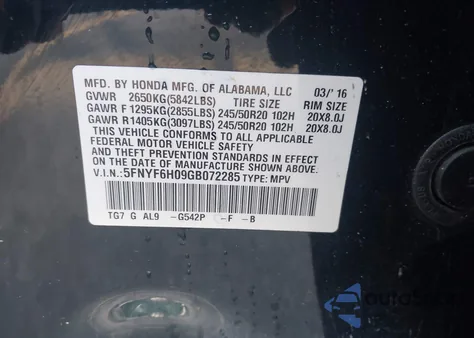 MFD. BY HONDA MFG. OF ALABAMA, LLC 03/'16
GVWR 2650KG(5842LBS) TIRE SIZE RIM SIZE
GAWR F 1295KG(2855LBS) 245/50R20 102H 20X8.0J
GAWR R 1405KG(3097LBS) 245/50R20 102H 20X8.0J
THIS VEHICLE CONFORMS TO ALL APPLICABLE
FEDERAL MOTOR VEHICLE SAFETY AND
THEFT PREVENTION STANDARDS IN EFFECT ON
THE DATE OF MANUFACTURE SHOWN ABOVE.
V.I.N.: 5FNYF6H09GB072285 TYPE: MPV
TG7 G AL9 -G542P -F -B